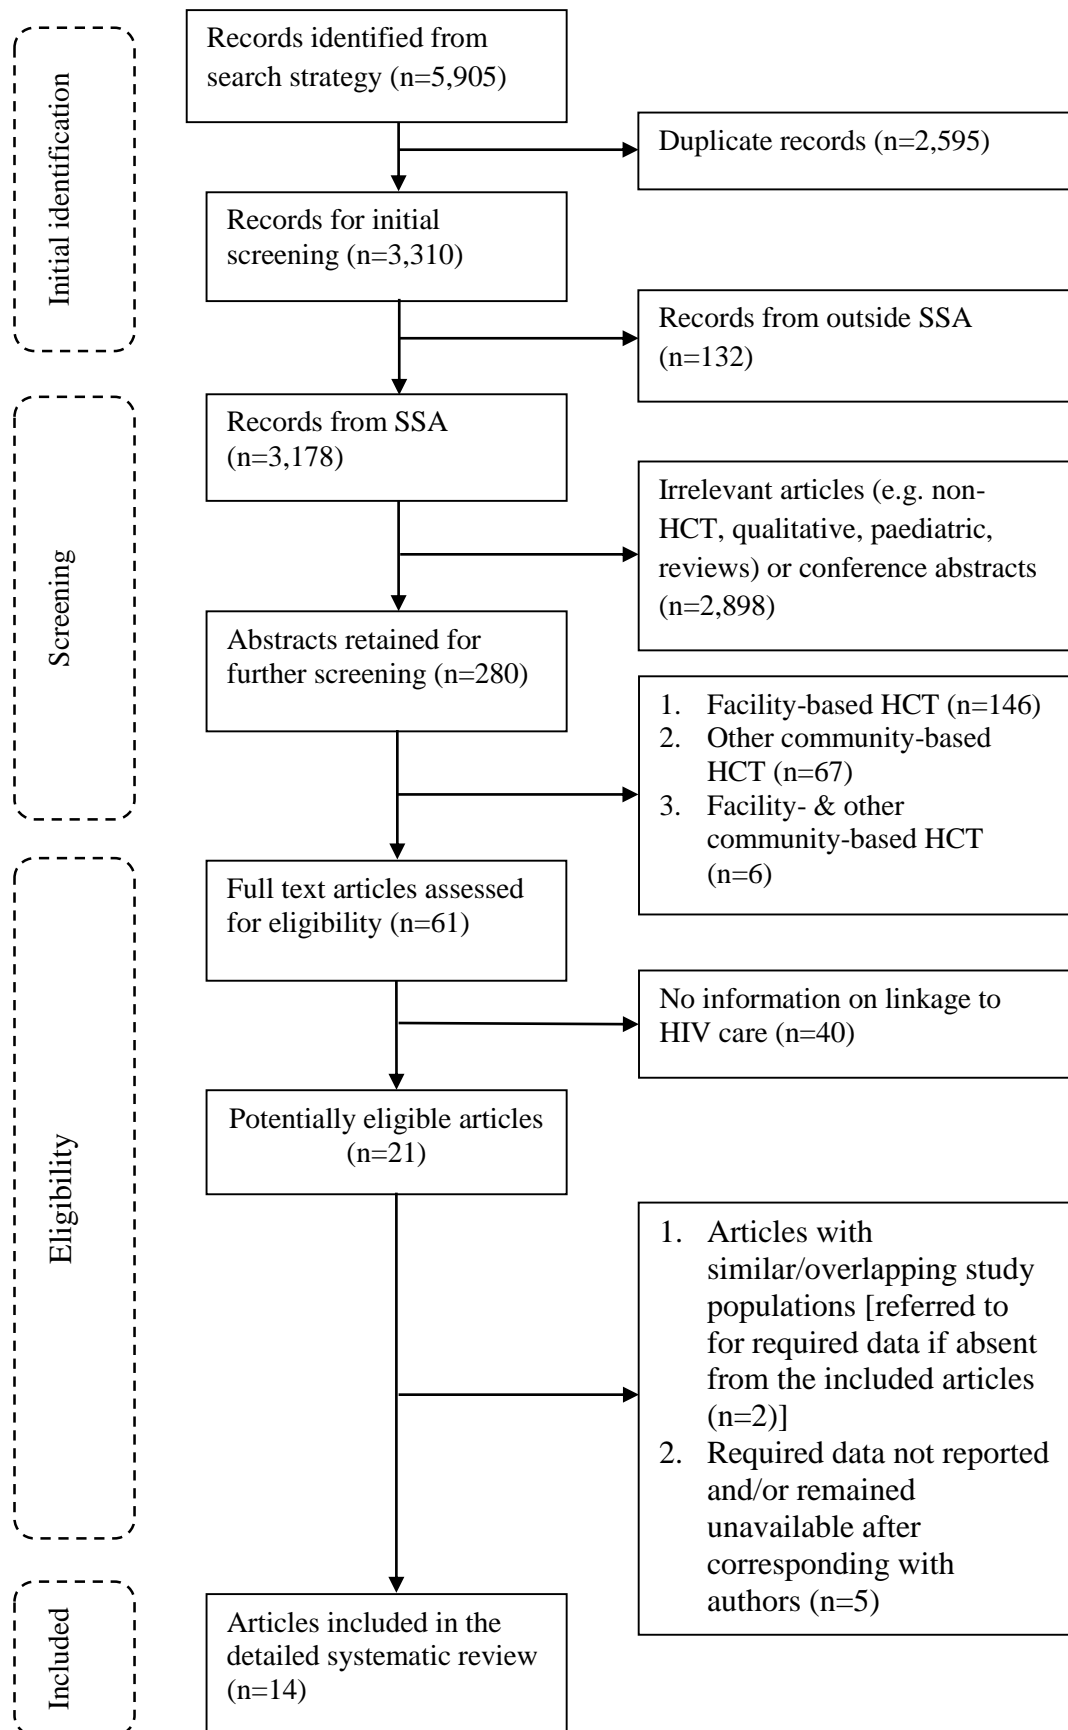 Initial identification
Records identified from
search strategy (n=5,905)
Duplicate records (n=2,595)
Records for initial
screening (n=3,310)
Records from outside SSA
(n=132)
Screening
Records from SSA
(n=3,178)
Irrelevant articles (e.g. non-
HCT, qualitative, paediatric,
reviews) or conference abstracts
(n=2,898)
Abstracts retained for
further screening (n=280)
1. Facility-based HCT (n=146)
2. Other community-based
HCT (n=67)
3. Facility- & other
community-based HCT
(n=6)
Eligibility
Full text articles assessed
for eligibility (n=61)
No information on linkage to
HIV care (n=40)
Potentially eligible articles
(n=21)
1. Articles with
similar/overlapping study
populations [referred to
for required data if absent
from the included articles
(n=2)]
2. Required data not reported
and/or remained
unavailable after
corresponding with
authors (n=5)
Included
Articles included in the
detailed systematic review
(n=14)